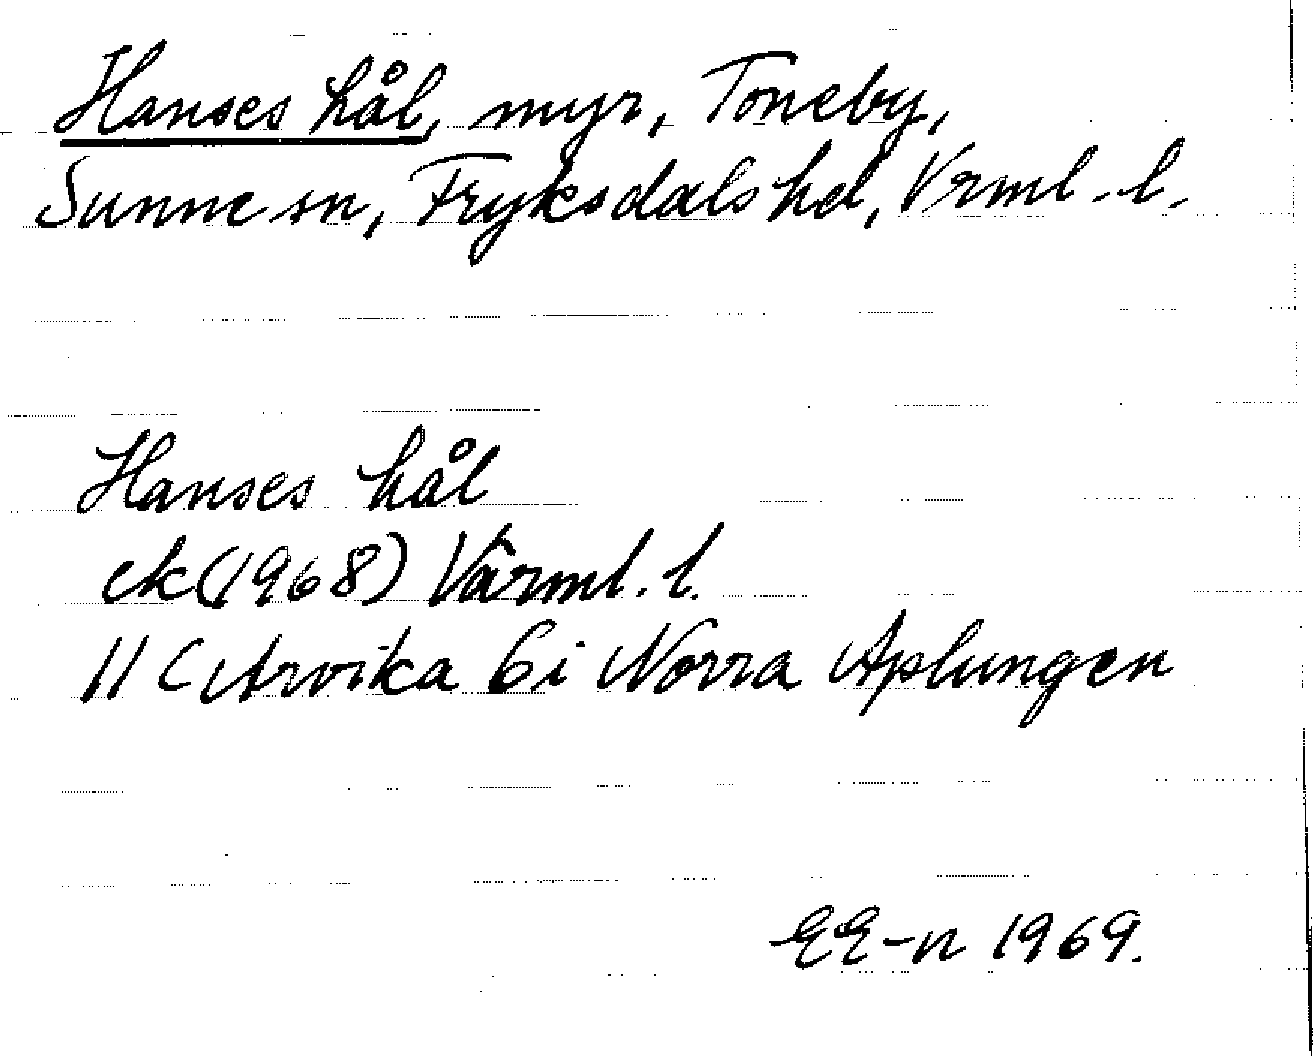 Hanses hål, myr, Toneby,
Sunne sn, Fryksdals hd, Vrml. l.
Hanses hål
ek (1968) Värml. l.
11 C Arvika 6i Norra Aplungen
EE-n 1969.